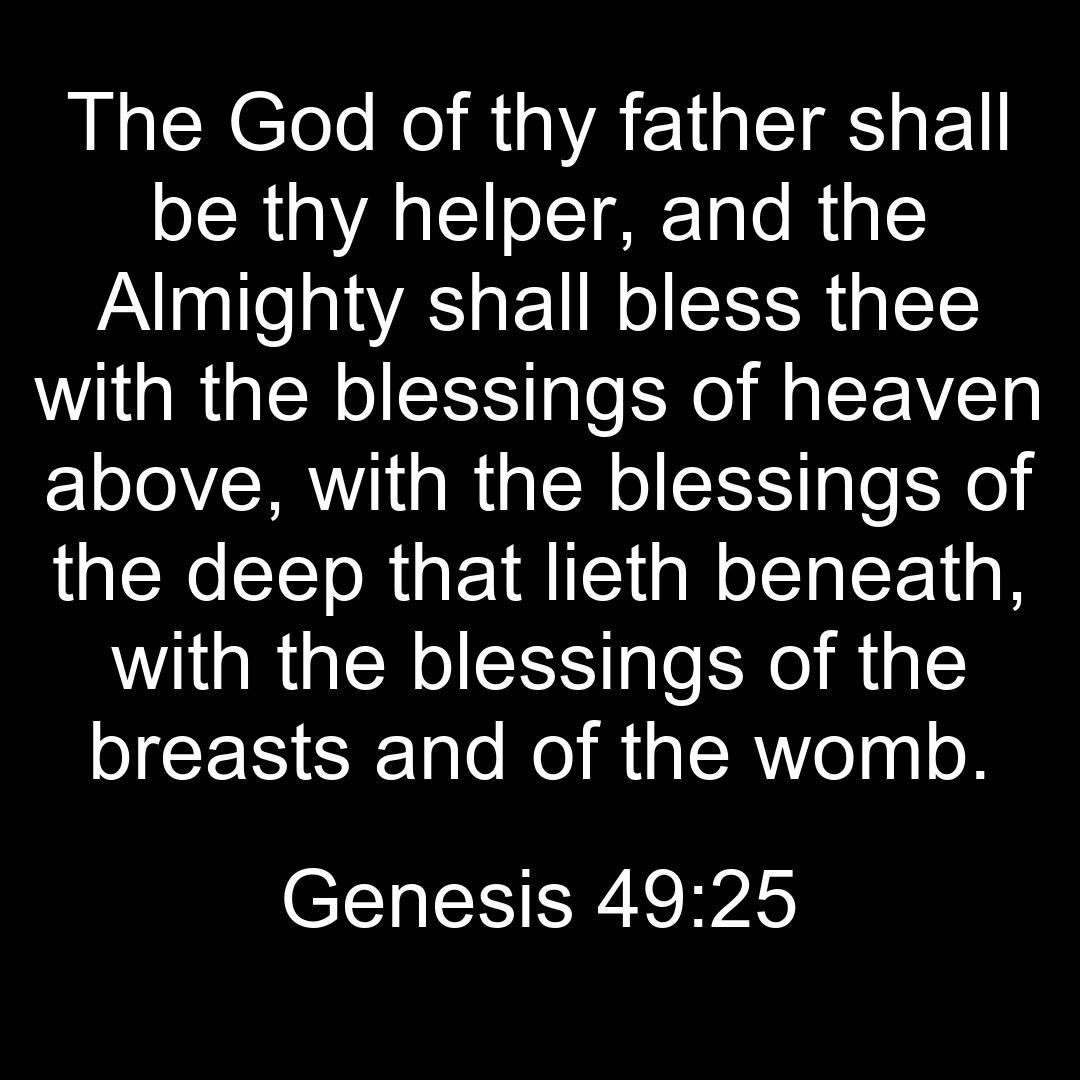 The God of thy father shall
be thy helper, and the
Almighty shall bless thee
with the blessings of heaven
above, with the blessings of
the deep that lieth beneath,
with the blessings of the
breasts and of the womb.
Genesis 49:25